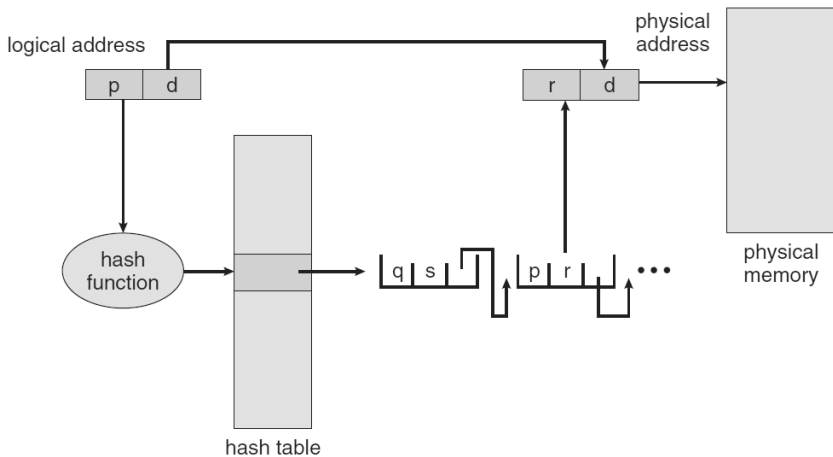 logical address
physical
address
p d
r d
hash
function
q s
p r
•••
physical
memory
hash table